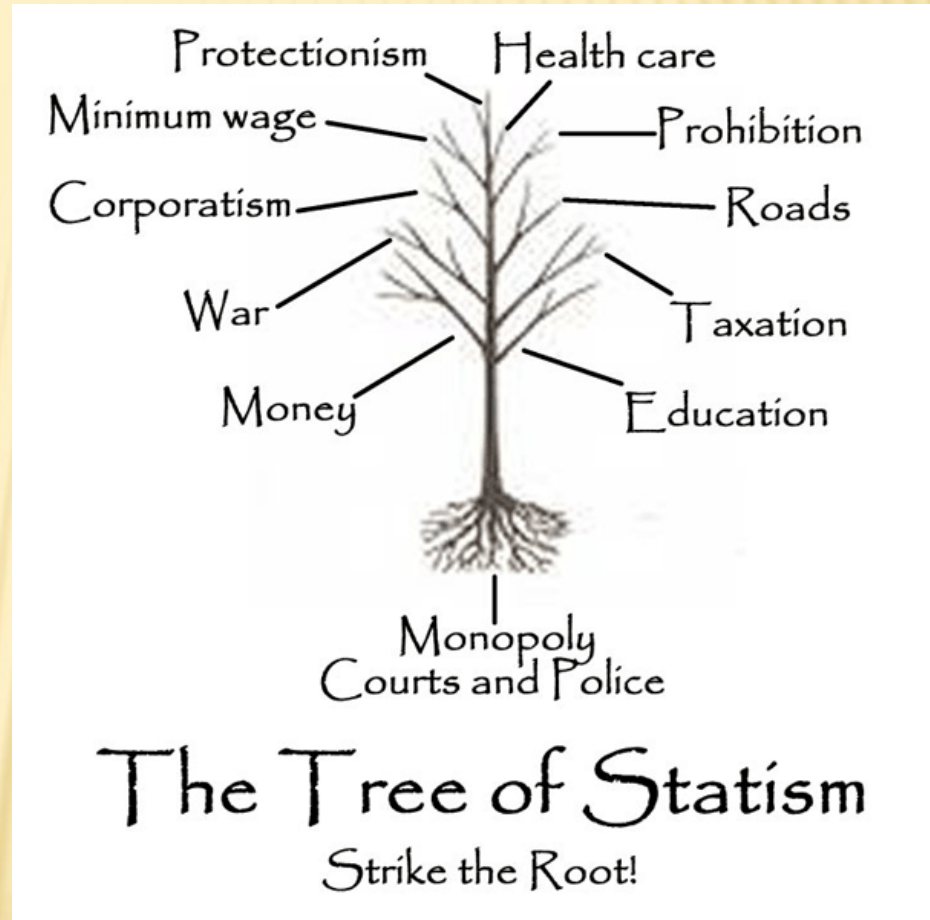 Protectionism
Health care
Minimum wage
Prohibition
Corporatism
Roads
War
Taxation
Money
Education
Monopoly
Courts and Police
The Tree of Statism
Strike the Root!